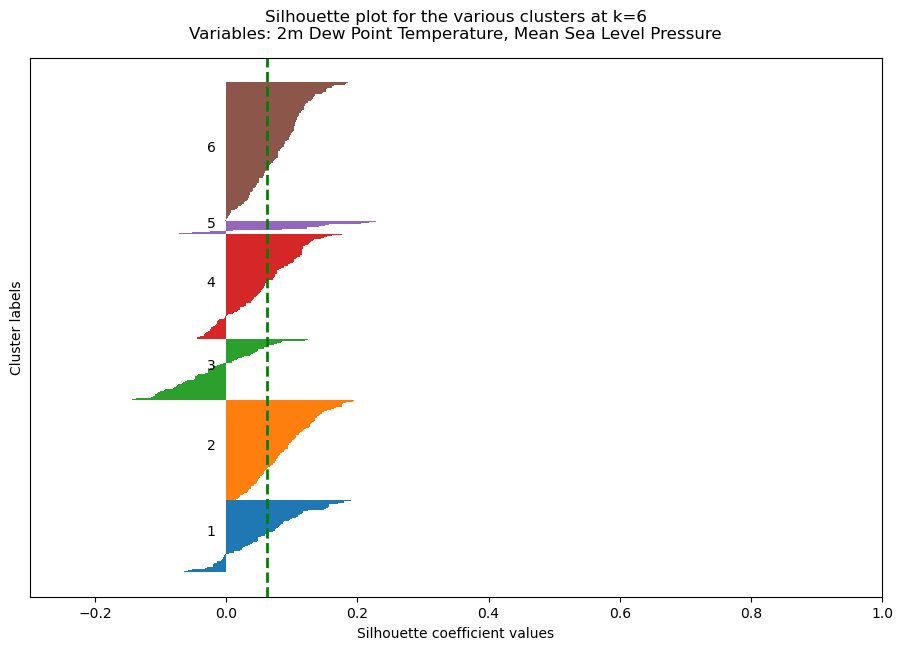 Silhouette plot for the various clusters at k=6
Variables: 2m Dew Point Temperature, Mean Sea Level Pressure
Cluster labels
6
5
4
3
2
1
−0.2 0.0 0.2 0.4 0.6 0.8 1.0
Silhouette coefficient values